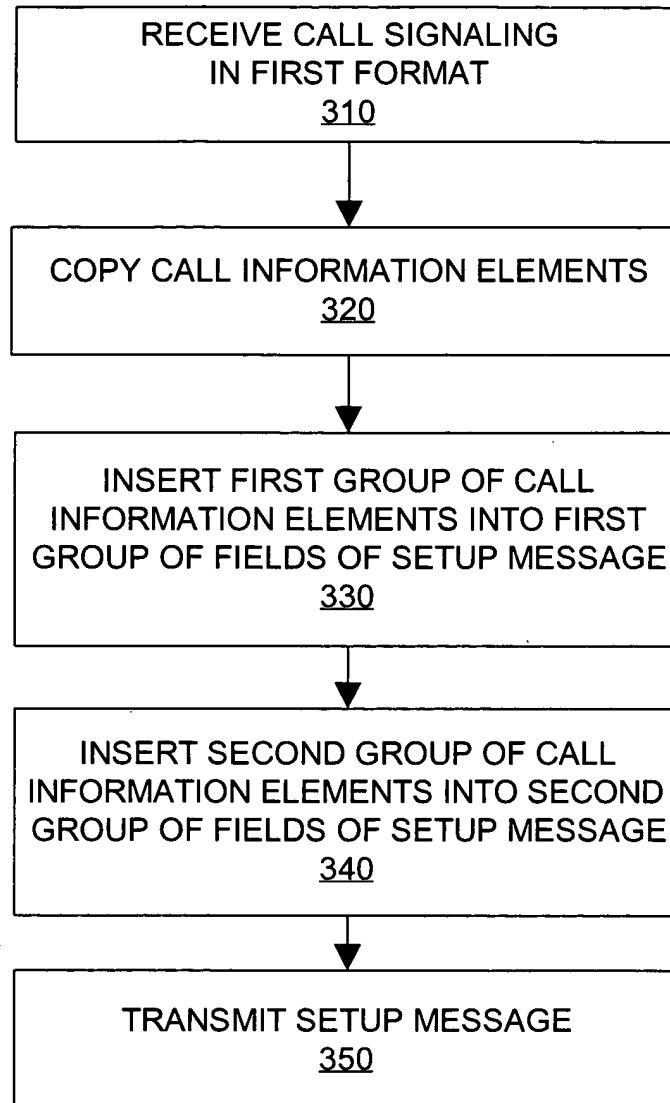 RECEIVE CALL SIGNALING
IN FIRST FORMAT
310
COPY CALL INFORMATION ELEMENTS
320
INSERT FIRST GROUP OF CALL
INFORMATION ELEMENTS INTO FIRST
GROUP OF FIELDS OF SETUP MESSAGE
330
INSERT SECOND GROUP OF CALL
INFORMATION ELEMENTS INTO SECOND
GROUP OF FIELDS OF SETUP MESSAGE
340
TRANSMIT SETUP MESSAGE
350